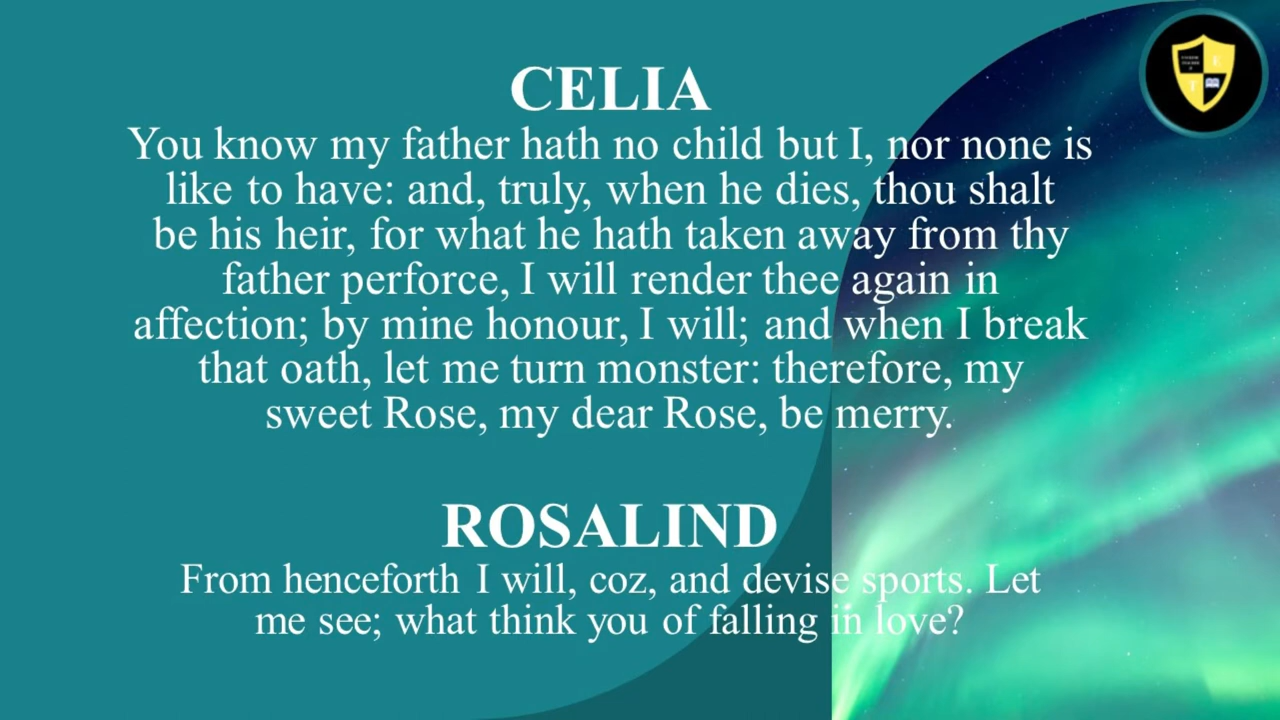 CELIA
You know my father hath no child but I, nor none is
like to have: and, truly, when he dies, thou shalt
be his heir, for what he hath taken away from thy
father perforce, I will render thee again in
affection; by mine honour, I will; and when I break
that oath, let me turn monster: therefore, my
sweet Rose, my dear Rose, be merry.
ROSALIND
From henceforth I will, coz, and devise sports. Let
me see; what think you of falling in love?